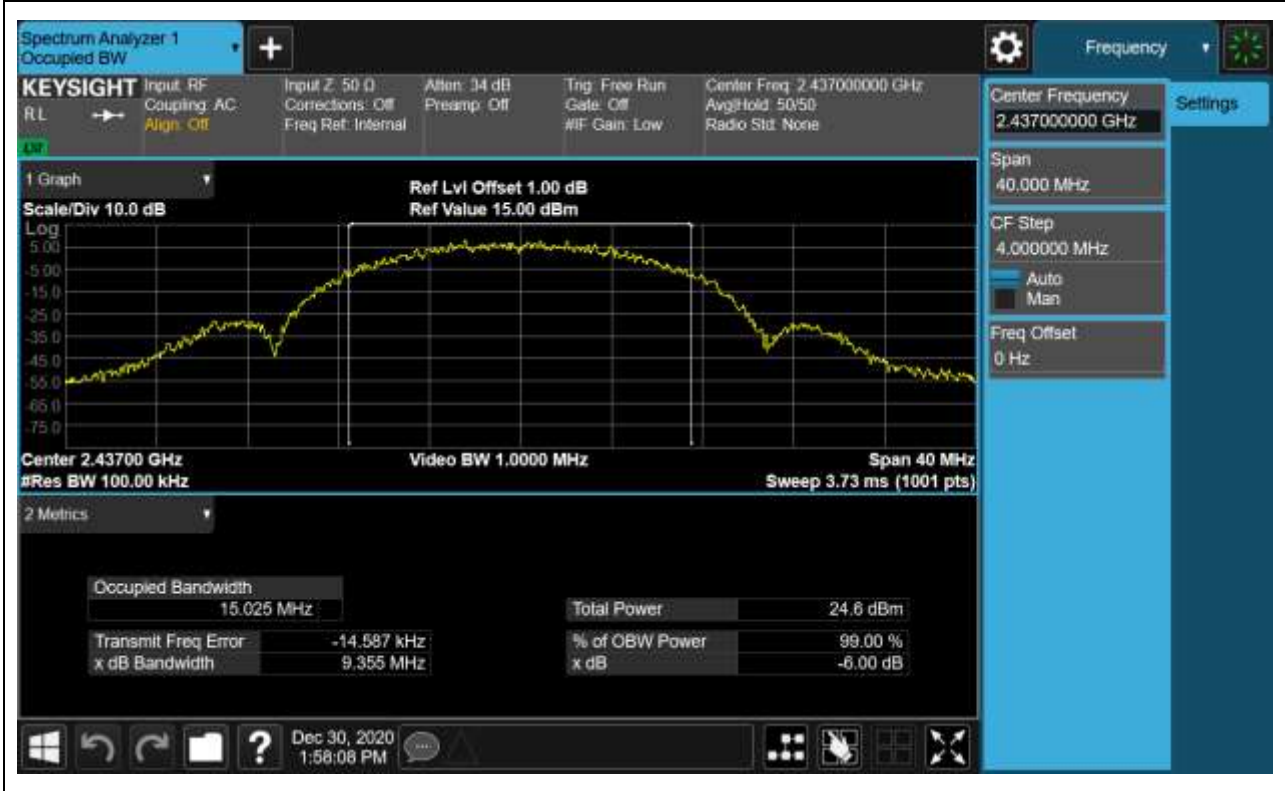 Spectrum Analyzer 1
Occupied BW
+
Frequency
KEYSIGHT
RL
Input: RF
Coupling: AC
Align: Off
Input Z: 50 Ω
Corrections: Off
Freq Ref: Internal
Atten: 34 dB
Preamp: Off
Trig: Free Run
Gate: Off
#IF Gain: Low
Center Freq: 2.437000000 GHz
Avg|Hold: 50/50
Radio Std: None
Center Frequency
2.437000000 GHz
Settings
Span
40.000 MHz
CF Step
4.000000 MHz
Auto
Man
Freq Offset
0 Hz
1 Graph
Scale/Div 10.0 dB
Ref Lvl Offset 1.00 dB
Ref Value 15.00 dBm
Log
5.00
-5.00
-15.0
-25.0
-35.0
-45.0
-55.0
-65.0
-75.0
Center 2.43700 GHz
#Res BW 100.00 kHz
Video BW 1.0000 MHz
Span 40 MHz
Sweep 3.73 ms (1001 pts)
2 Metrics
Occupied Bandwidth
15.025 MHz
Transmit Freq Error -14.587 kHz
x dB Bandwidth 9.355 MHz
Total Power 24.6 dBm
% of OBW Power 99.00 %
x dB -6.00 dB
?
Dec 30, 2020
1:58:08 PM